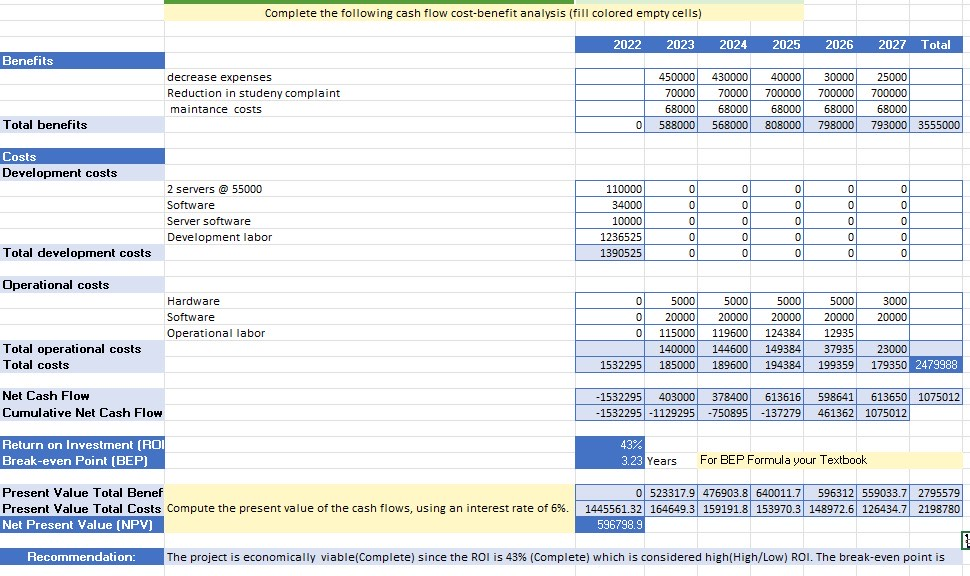 Complete the following cash flow cost-benefit analysis (fill colored empty cells)
2022 2023 2024 2025 2026 2027 Total
Benefits
decrease expenses 450000 430000 40000 30000 25000
Reduction in studeny complaint 70000 70000 700000 700000 700000
maintance costs 68000 68000 68000 68000 68000
Total benefits 0 588000 568000 808000 798000 793000 3555000
Costs
Development costs
2 servers @ 55000 110000 0 0 0 0 0
Software 34000 0 0 0 0 0
Server software 10000 0 0 0 0 0
Development labor 1236525 0 0 0 0 0
Total development costs 1390525 0 0 0 0 0
Operational costs
Hardware 0 5000 5000 5000 5000 3000
Software 0 20000 20000 20000 20000 20000
Operational labor 0 115000 119600 124384 12935
Total operational costs 140000 144600 149384 37935 23000
Total costs 1532295 185000 189600 194384 199359 179350 2479988
Net Cash Flow -1532295 403000 378400 613616 598641 613650 1075012
Cumulative Net Cash Flow -1532295 -1129295 -750895 -137279 461362 1075012
Return on Investment (ROI 43%
Break-even Point (BEP) 3.23 Years For BEP Formula your Textbook
Present Value Total Benef 0 523317.9 476903.8 640011.7 596312 559033.7 2795579
Present Value Total Costs Compute the present value of the cash flows, using an interest rate of 6%. 1445561.32 164649.3 159191.8 153970.3 148972.6 126434.7 2198780
Net Present Value (NPV) 596798.9
Recommendation: The project is economically viable(Complete) since the ROI is 43% (Complete) which is considered high(High/Low) ROI. The break-even point is